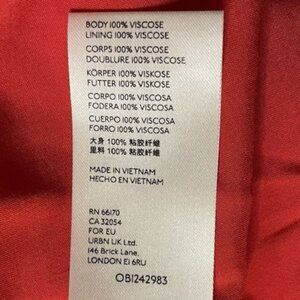 BODY 100% VISCOSE
LINING 100% VISCOSE
CORPS 100% VISCOSE
DOUBLURE 100% VISCOSE
KÖRPER 100% VISKOSE
FUTTER 100% VISKOSE
CORPO 100% VISCOSA
FODERA 100% VISCOSA
CUERPO 100% VISCOSA
FORRO 100% VISCOSA
大身 100% 粘胶纤维
里料 100% 粘胶纤维
MADE IN VIETNAM
HECHO EN VIETNAM
RN 66170
CA 32054
FOR EU
URBN UK Ltd.
146 Brick Lane,
LONDON E1 6RU
OB1242983